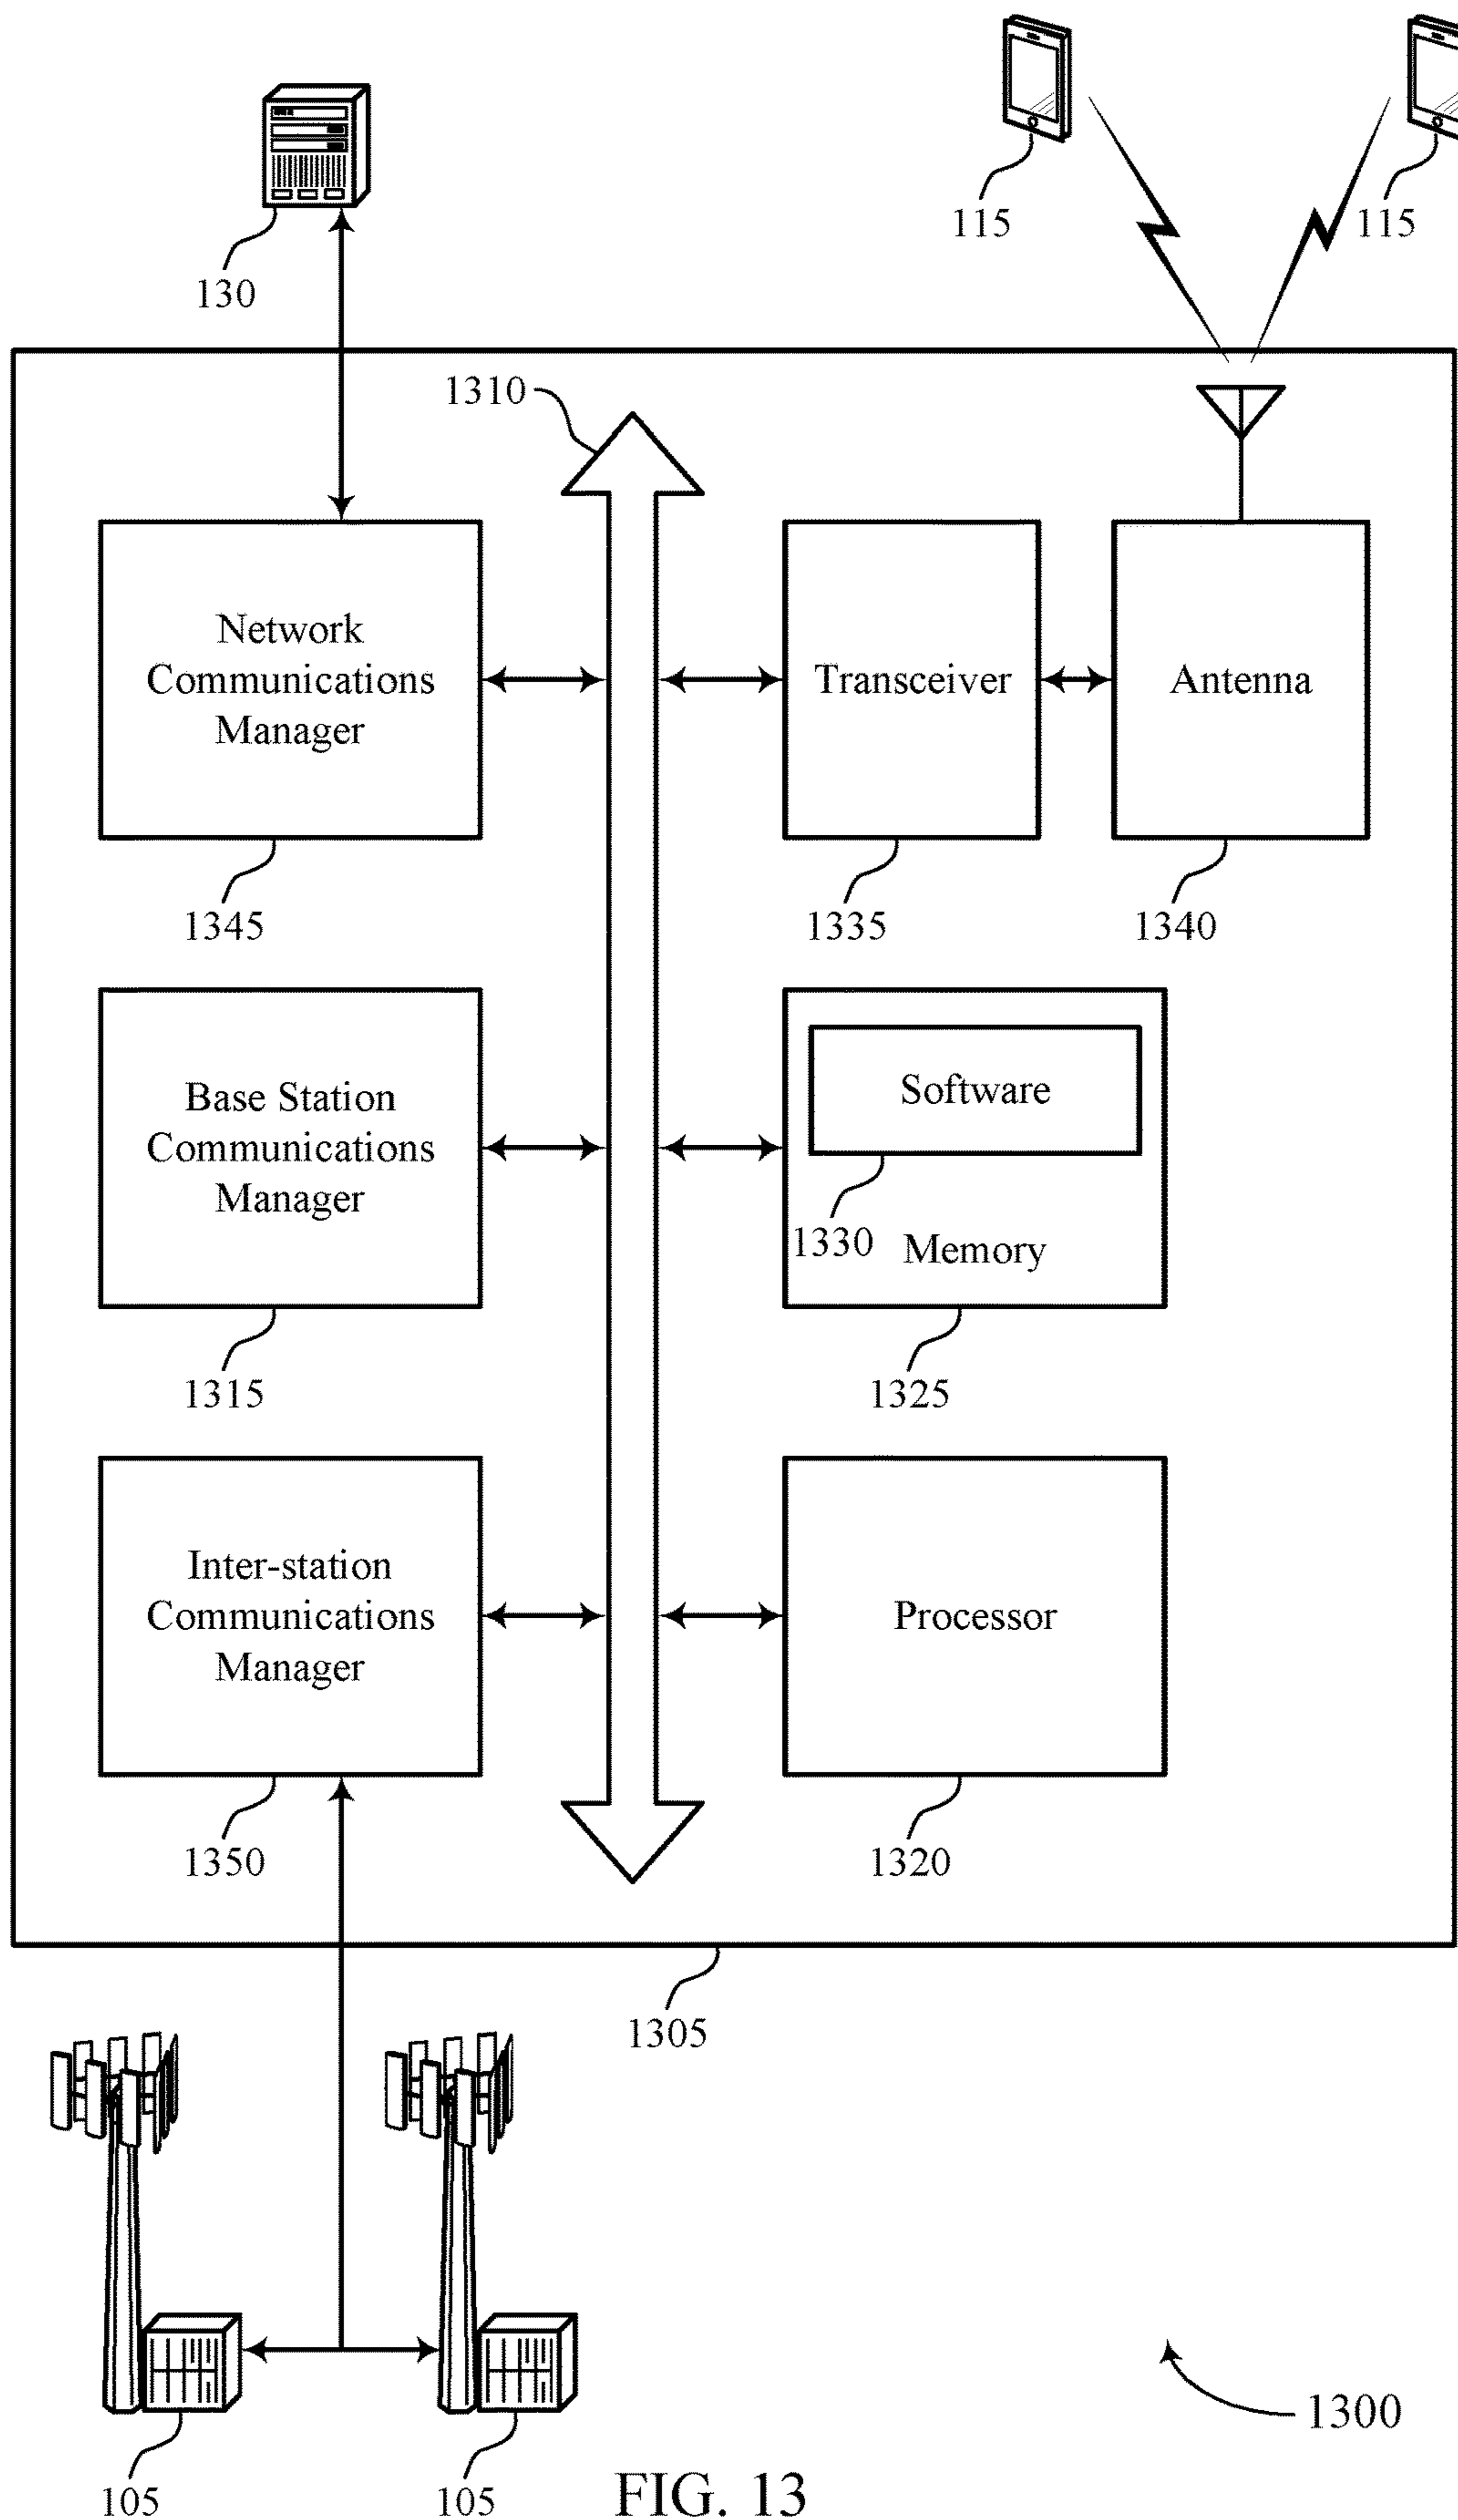 115
115
130
1310
Network
Communications
Manager
Transceiver
Antenna
1345
1335
1340
Base Station
Communications
Manager
Software
1330
Memory
1315
1325
Inter-station
Communications
Manager
Processor
1350
1320
1305
1300
105
105
FIG. 13